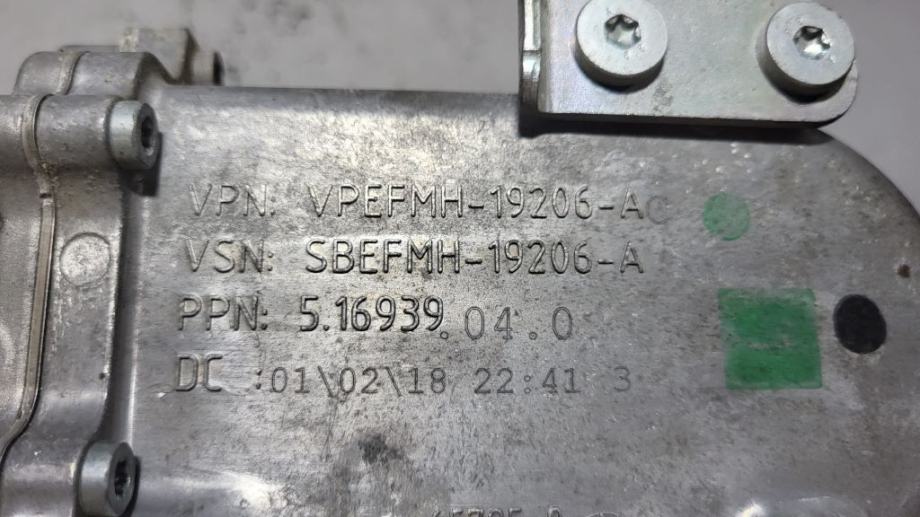 VPN: VPEFMH-19206-AC
VSN: SBEFMH-19206-A
PPN: 5.16939.04.0
DC :01\02\18 22:41 3